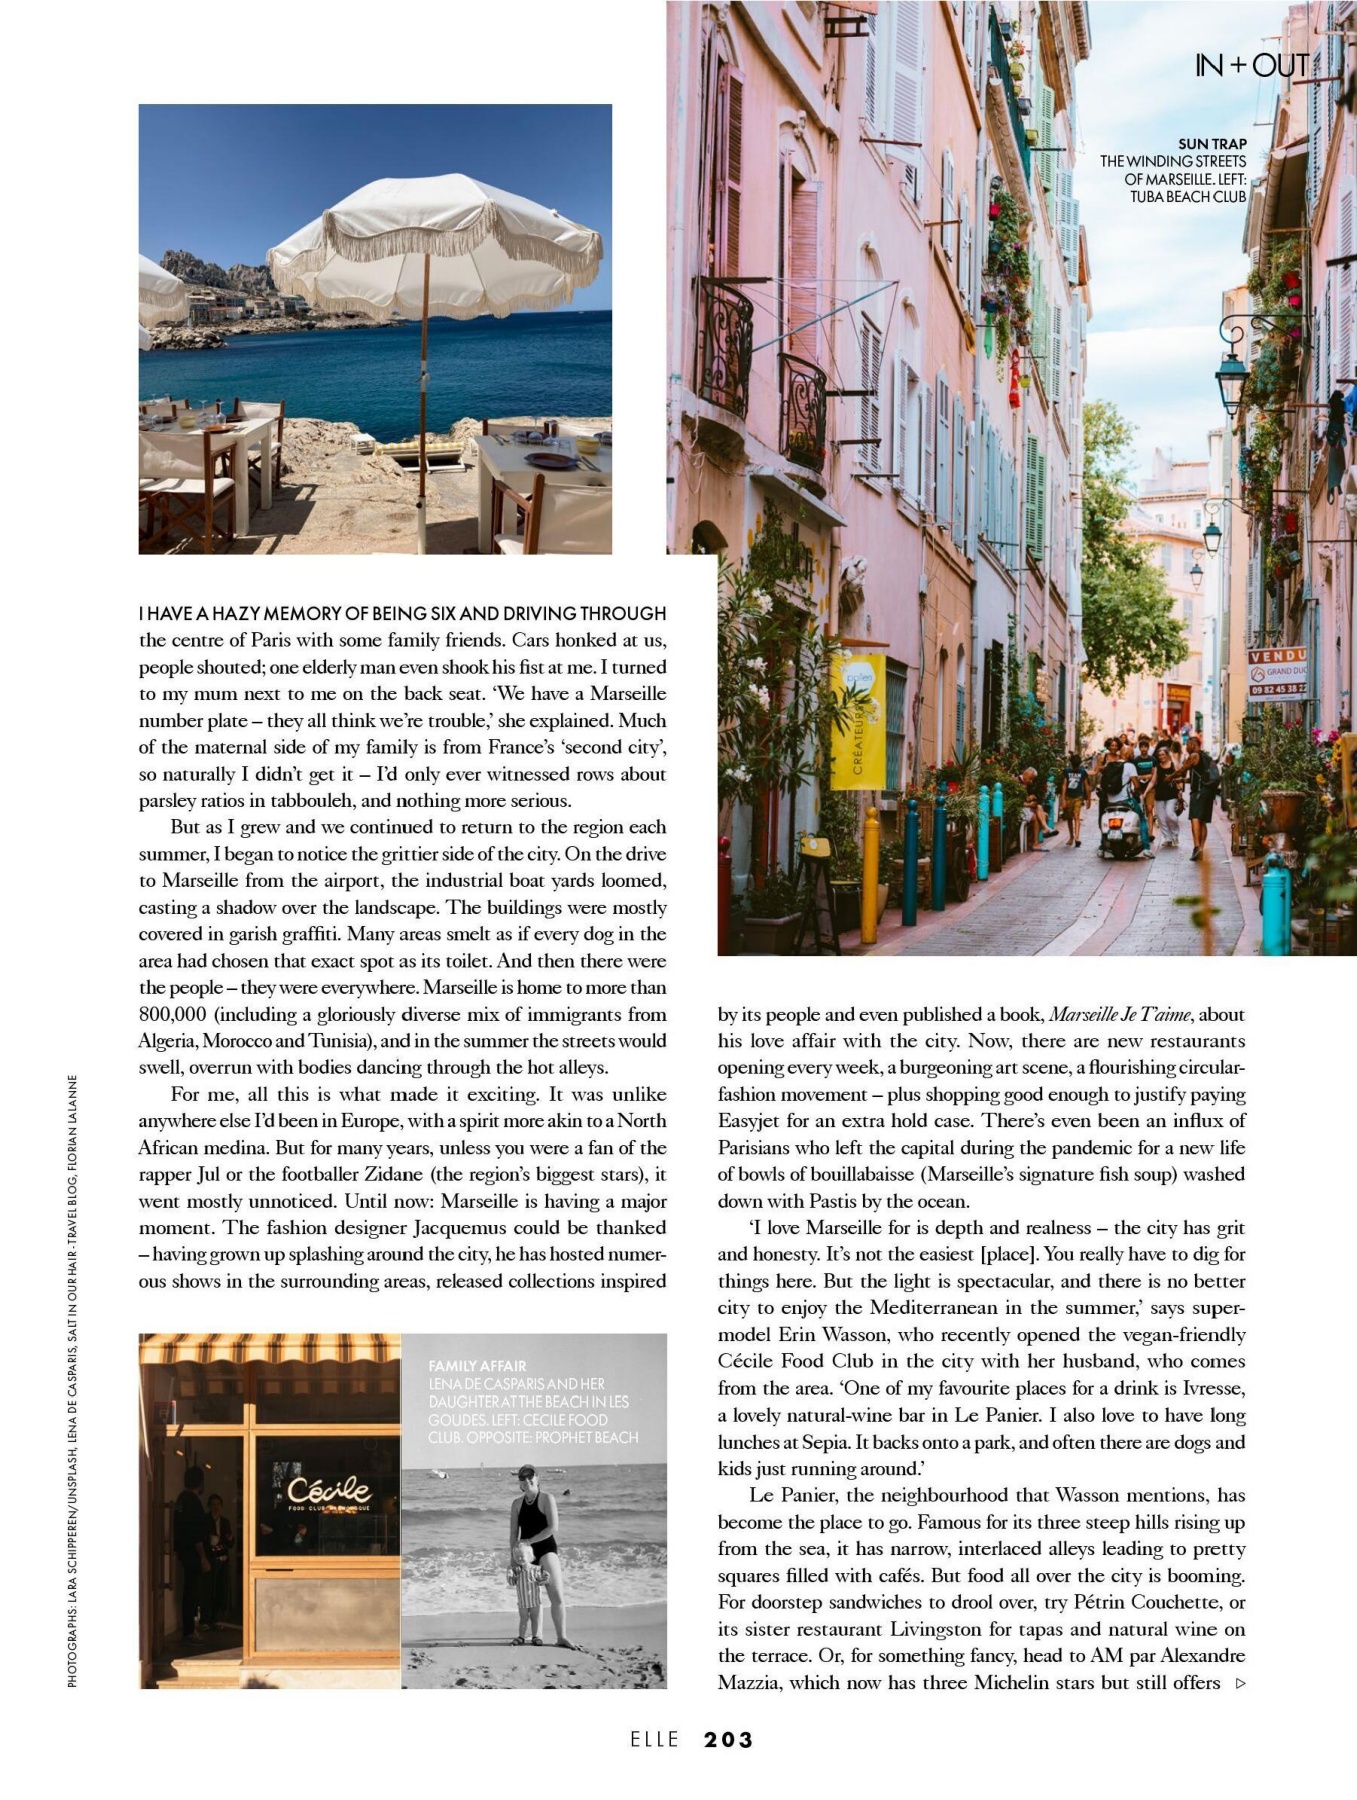 IN + OUT
SUN TRAP
THE WINDING STREETS
OF MARSEILLE. LEFT:
TUBA BEACH CLUB
VENDU
GRAND DUC
09 82 45 38 22
pollen
CRÉATEURS
I HAVE A HAZY MEMORY OF BEING SIX AND DRIVING THROUGH
the centre of Paris with some family friends. Cars honked at us,
people shouted; one elderly man even shook his fist at me. I turned
to my mum next to me on the back seat. ‘We have a Marseille
number plate – they all think we’re trouble,’ she explained. Much
of the maternal side of my family is from France’s ‘second city’,
so naturally I didn’t get it – I’d only ever witnessed rows about
parsley ratios in tabbouleh, and nothing more serious.
But as I grew and we continued to return to the region each
summer, I began to notice the grittier side of the city. On the drive
to Marseille from the airport, the industrial boat yards loomed,
casting a shadow over the landscape. The buildings were mostly
covered in garish graffiti. Many areas smelt as if every dog in the
area had chosen that exact spot as its toilet. And then there were
the people – they were everywhere. Marseille is home to more than
800,000 (including a gloriously diverse mix of immigrants from
Algeria, Morocco and Tunisia), and in the summer the streets would
swell, overrun with bodies dancing through the hot alleys.
For me, all this is what made it exciting. It was unlike
anywhere else I’d been in Europe, with a spirit more akin to a North
African medina. But for many years, unless you were a fan of the
rapper Jul or the footballer Zidane (the region’s biggest stars), it
went mostly unnoticed. Until now: Marseille is having a major
moment. The fashion designer Jacquemus could be thanked
– having grown up splashing around the city, he has hosted numer-
ous shows in the surrounding areas, released collections inspired
by its people and even published a book, Marseille Je T’aime, about
his love affair with the city. Now, there are new restaurants
opening every week, a burgeoning art scene, a flourishing circular-
fashion movement – plus shopping good enough to justify paying
Easyjet for an extra hold case. There’s even been an influx of
Parisians who left the capital during the pandemic for a new life
of bowls of bouillabaisse (Marseille’s signature fish soup) washed
down with Pastis by the ocean.
‘I love Marseille for is depth and realness – the city has grit
and honesty. It’s not the easiest [place]. You really have to dig for
things here. But the light is spectacular, and there is no better
city to enjoy the Mediterranean in the summer,’ says super-
model Erin Wasson, who recently opened the vegan-friendly
Cécile Food Club in the city with her husband, who comes
from the area. ‘One of my favourite places for a drink is Ivresse,
a lovely natural-wine bar in Le Panier. I also love to have long
lunches at Sepia. It backs onto a park, and often there are dogs and
kids just running around.’
Le Panier, the neighbourhood that Wasson mentions, has
become the place to go. Famous for its three steep hills rising up
from the sea, it has narrow, interlaced alleys leading to pretty
squares filled with cafés. But food all over the city is booming.
For doorstep sandwiches to drool over, try Pétrin Couchette, or
its sister restaurant Livingston for tapas and natural wine on
the terrace. Or, for something fancy, head to AM par Alexandre
Mazzia, which now has three Michelin stars but still offers ▷
Cécile
FOOD CLUB
FAMILY AFFAIR
LENA DE CASPARIS AND HER
DAUGHTER AT THE BEACH IN LES
GOUDES. LEFT: CECILE FOOD
CLUB. OPPOSITE: PROPHET BEACH
PHOTOGRAPHS: LARA SCHIPPEREN/UNSPLASH, LENA DE CASPARIS, SALT IN OUR HAIR - TRAVEL BLOG, FLORIAN LALANNE
ELLE 203